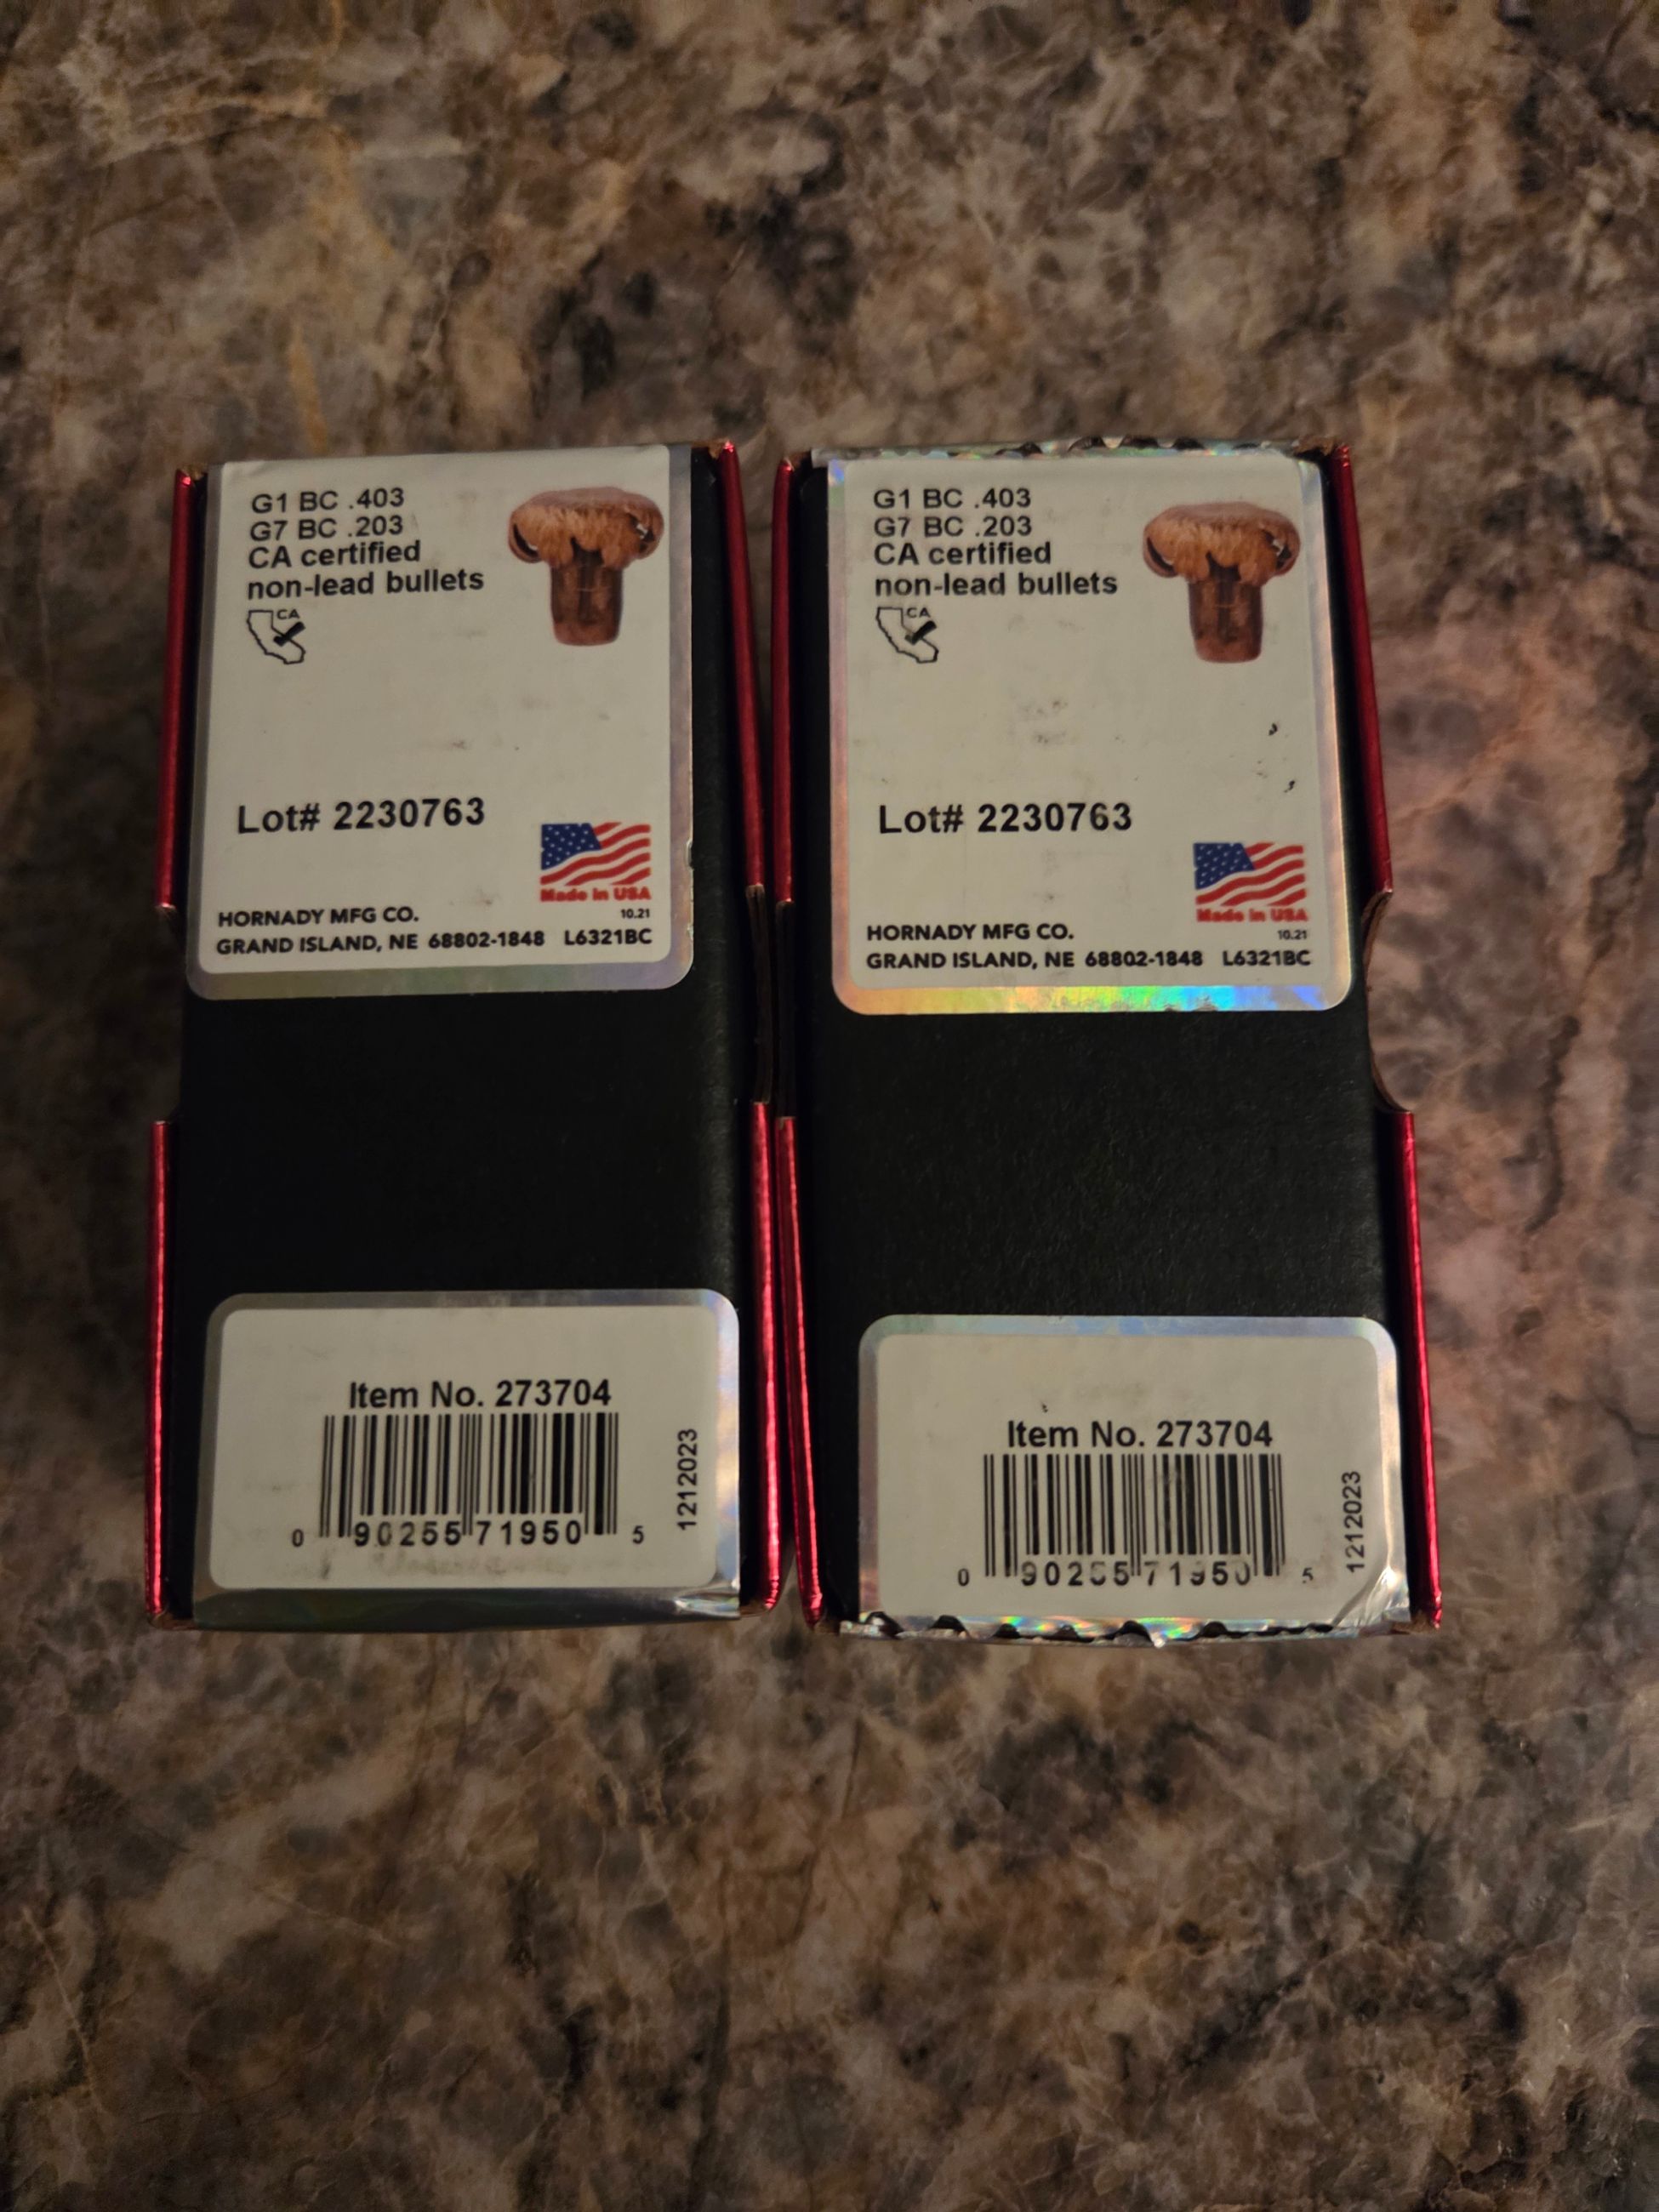 G1 BC .403
G7 BC .203
CA certified
non-lead bullets
CA
Lot# 2230763
Made in USA
10.21
HORNADY MFG CO.
GRAND ISLAND, NE 68802-1848 L6321BC
Item No. 273704
1212023
0 90255 71950 5
G1 BC .403
G7 BC .203
CA certified
non-lead bullets
CA
Lot# 2230763
Made in USA
10.21
HORNADY MFG CO.
GRAND ISLAND, NE 68802-1848 L6321BC
Item No. 273704
1212023
0 90255 71950 5